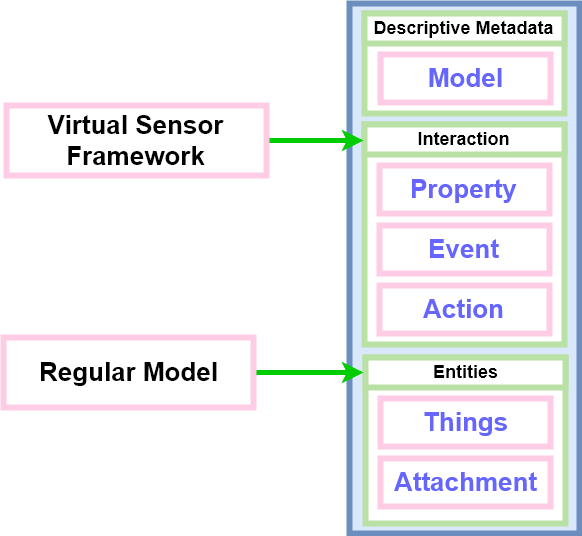 Descriptive Metadata
Model
Virtual Sensor
Framework
Interaction
Property
Event
Action
Regular Model
Entities
Things
Attachment